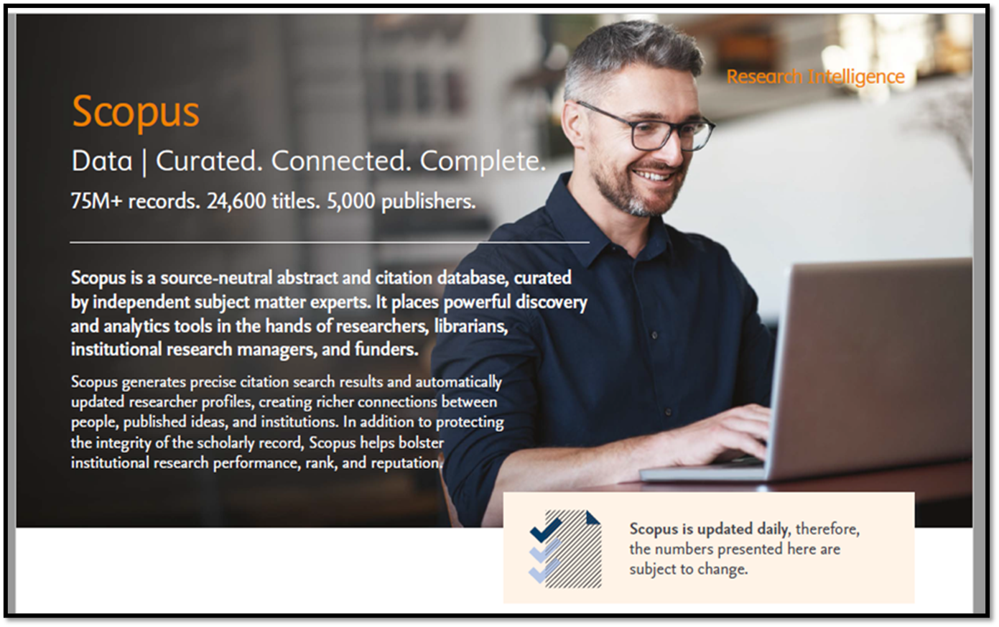 Research Intelligence
Scopus
Data | Curated. Connected. Complete.
75M+ records. 24,600 titles. 5,000 publishers.
Scopus is a source-neutral abstract and citation database, curated
by independent subject matter experts. It places powerful discovery
and analytics tools in the hands of researchers, librarians,
institutional research managers, and funders.
Scopus generates precise citation search results and automatically
updated researcher profiles, creating richer connections between
people, published ideas, and institutions. In addition to protecting
the integrity of the scholarly record, Scopus helps bolster
institutional research performance, rank, and reputation.
Scopus is updated daily, therefore,
the numbers presented here are
subject to change.